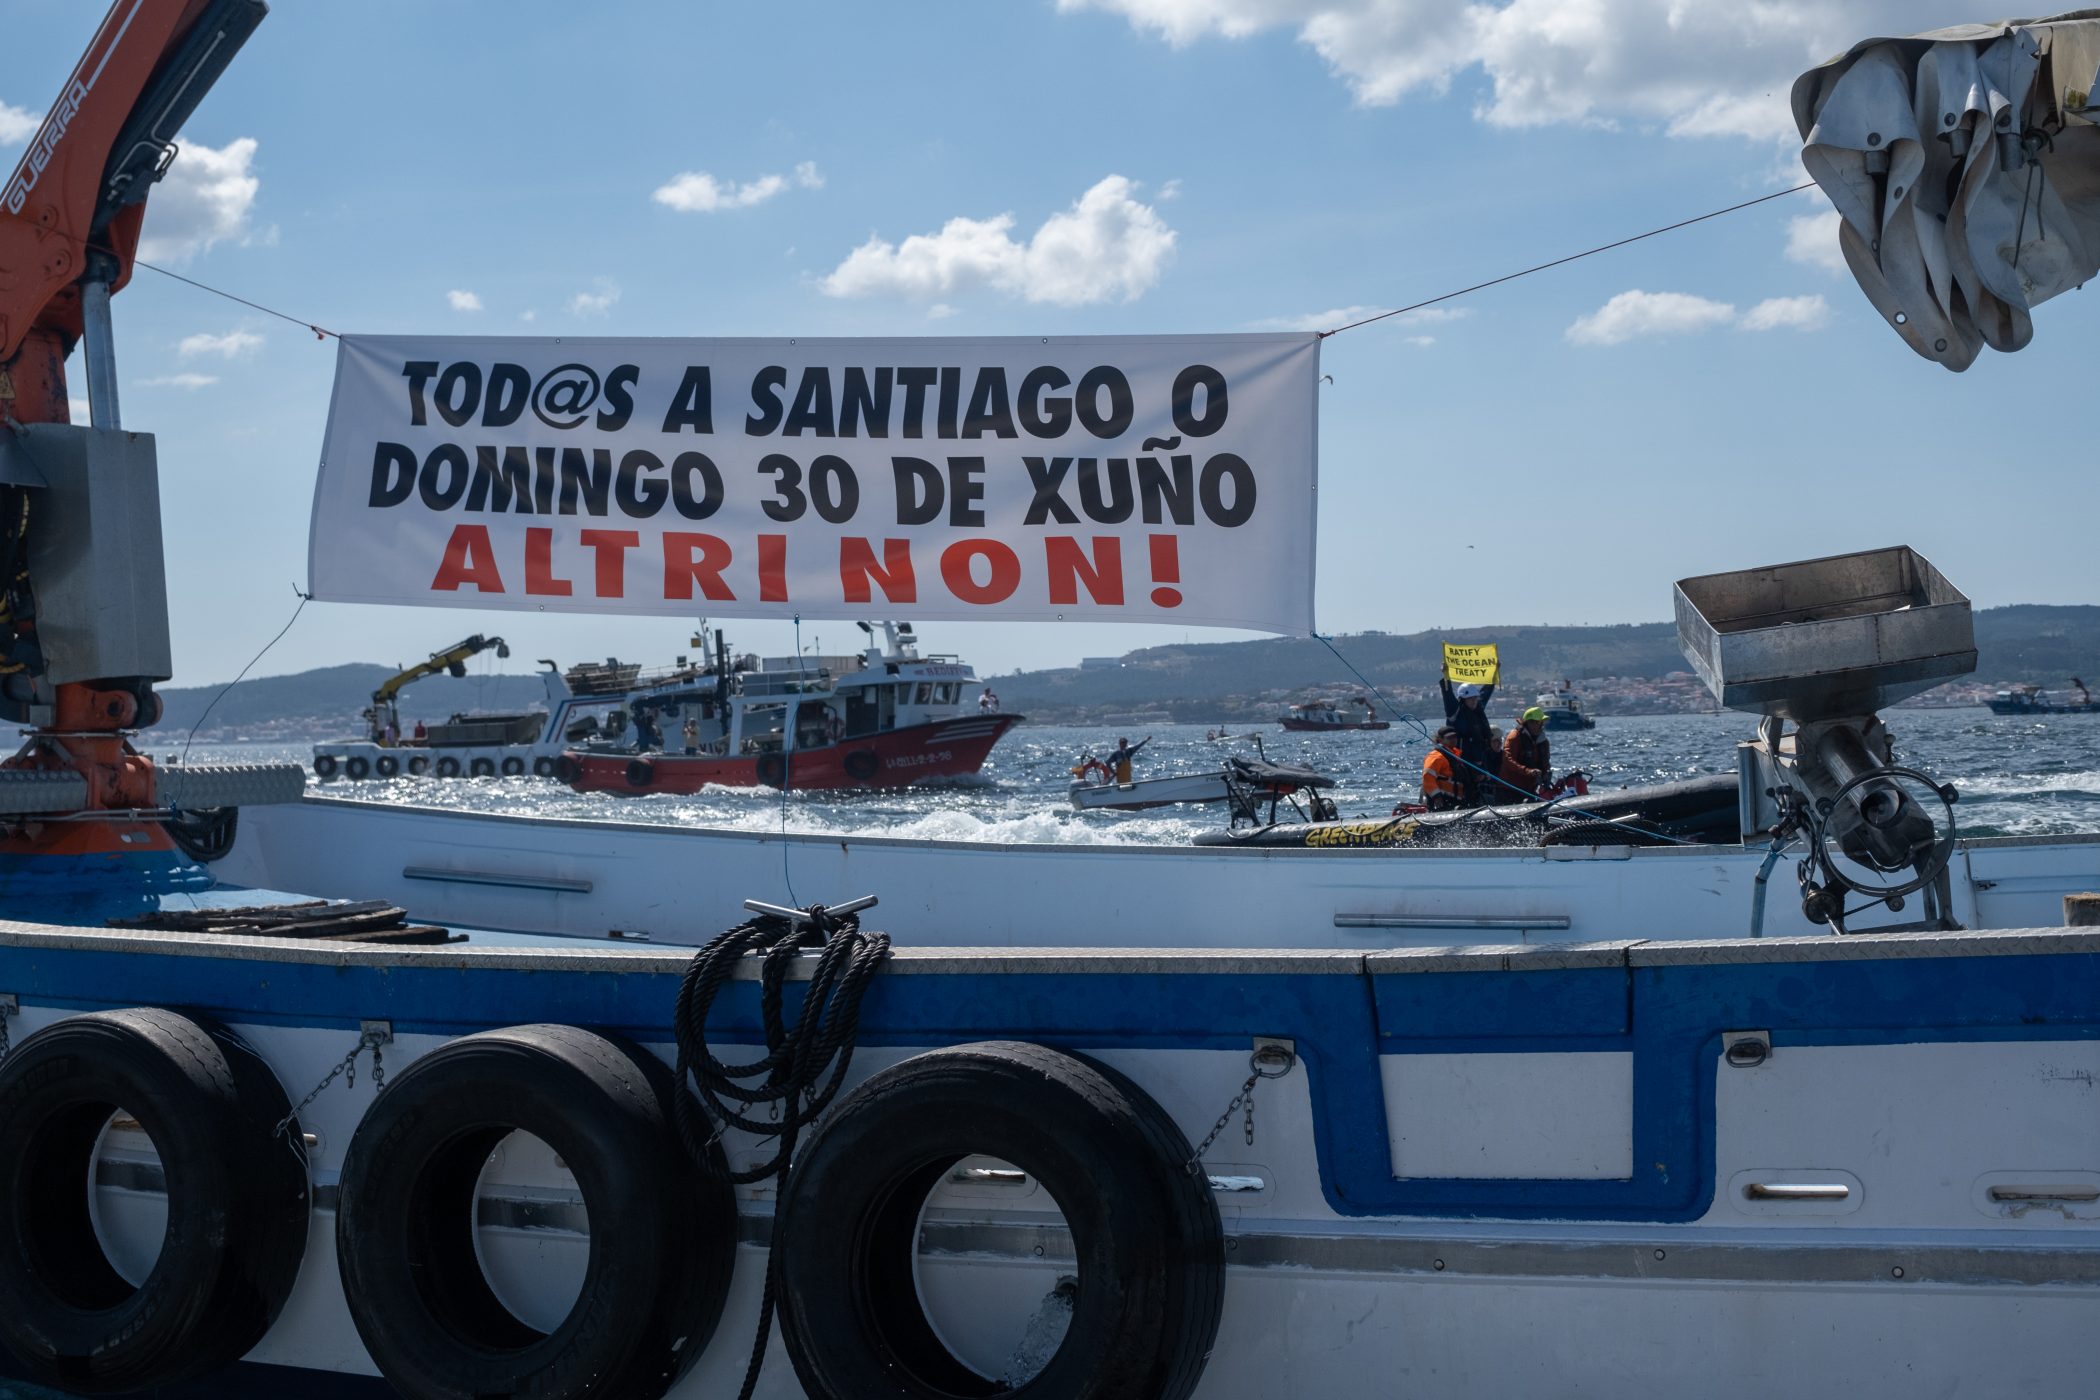 GUERRA
TOD@S A SANTIAGO O
DOMINGO 30 DE XUÑO
ALTRI NON!
RATIFY
THE OCEAN
TREATY
GREENPEACE